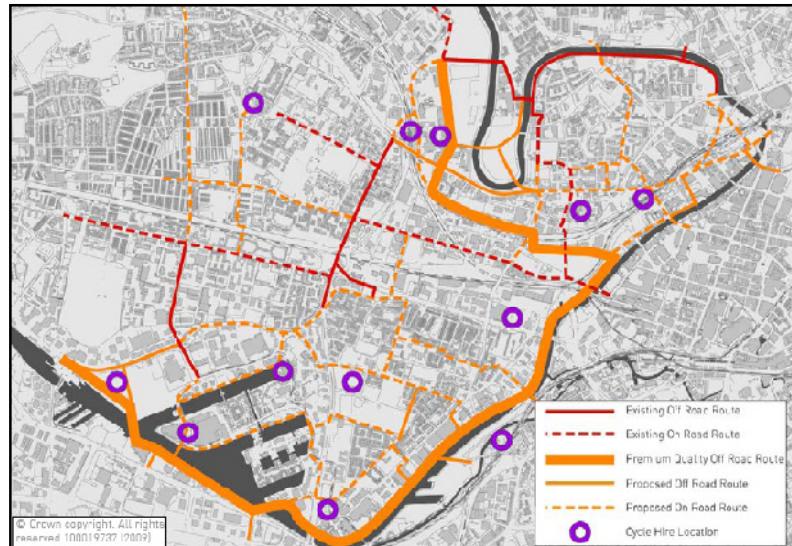 Existing Off Road Route
Existing On Road Route
Premium Quality Off Road Route
Proposed Off Road Route
Proposed On Road Route
Cycle Hire Location
© Crown copyright. All rights
reserved 100019737 (2009)